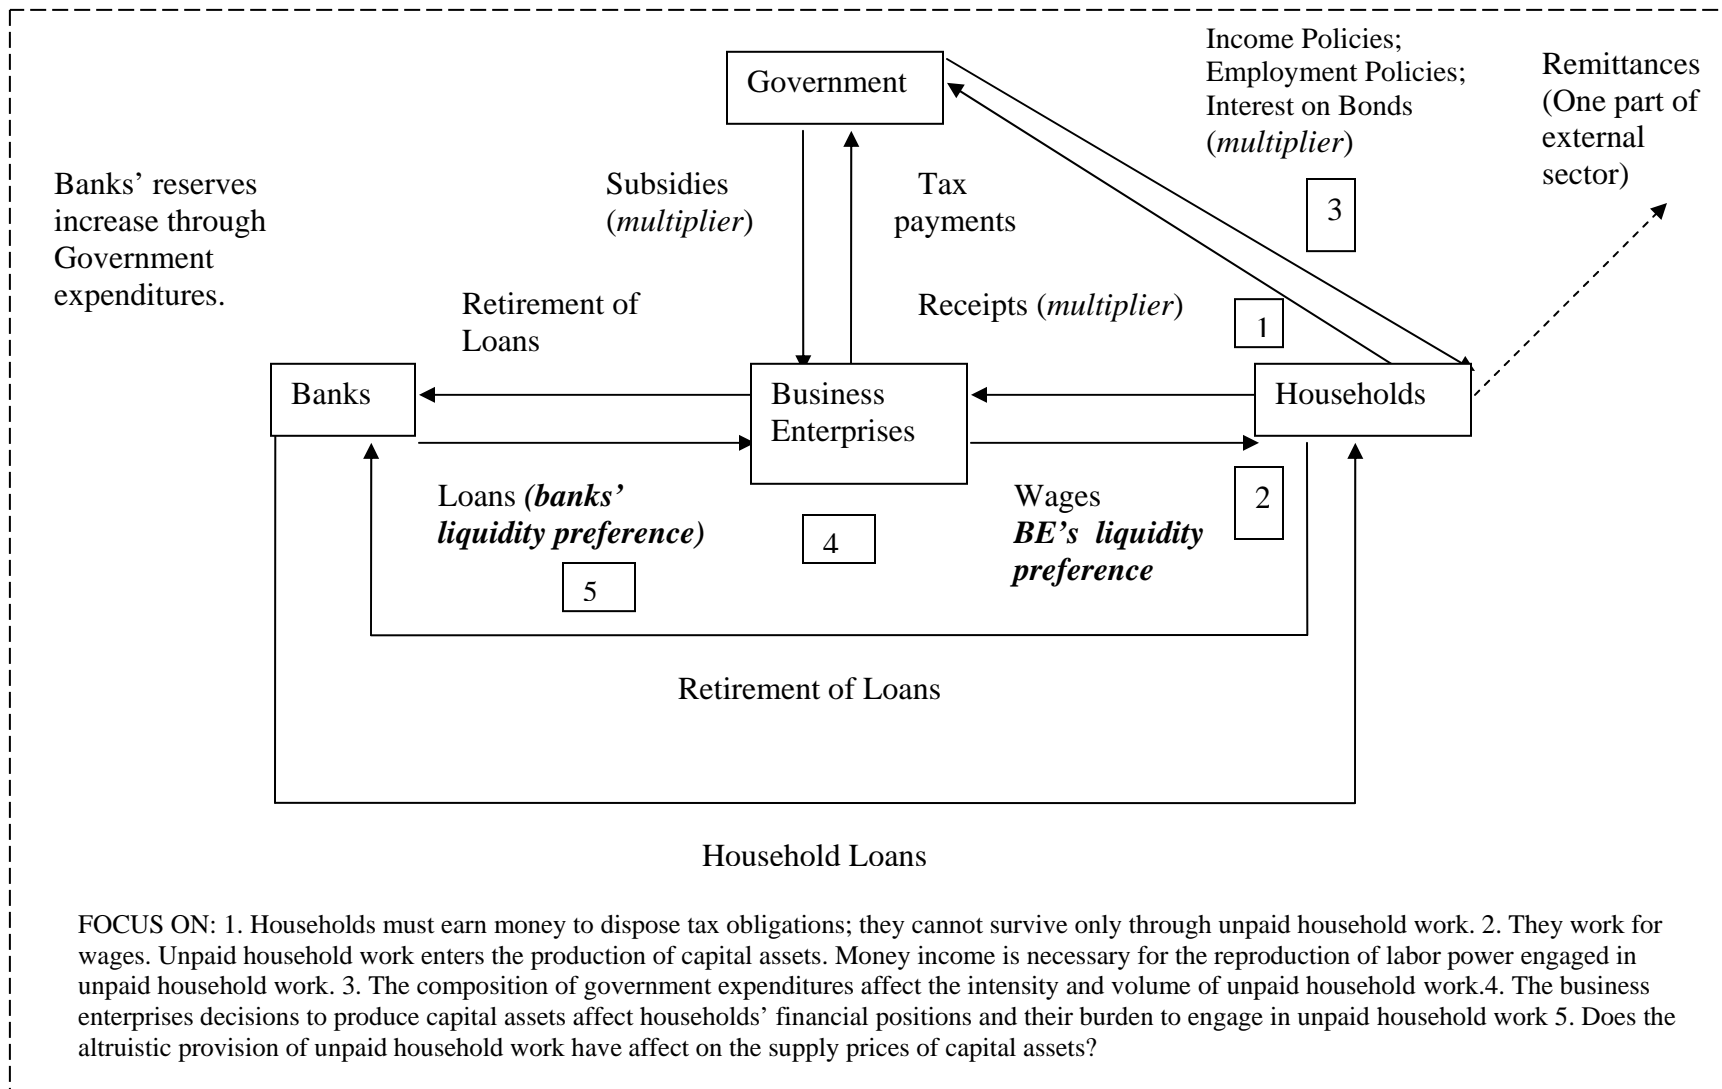 Government
Income Policies;
Employment Policies;
Interest on Bonds
(multiplier)
Remittances
(One part of
external
sector)
3
Banks’ reserves
increase through
Government
expenditures.
Subsidies
(multiplier)
Tax
payments
Retirement of
Loans
Receipts (multiplier)
1
Banks
Business
Enterprises
Households
Loans (banks’
liquidity preference)
5
4
Wages
BE’s liquidity
preference
2
Retirement of Loans
Household Loans
FOCUS ON: 1. Households must earn money to dispose tax obligations; they cannot survive only through unpaid household work. 2. They work for
wages. Unpaid household work enters the production of capital assets. Money income is necessary for the reproduction of labor power engaged in
unpaid household work. 3. The composition of government expenditures affect the intensity and volume of unpaid household work.4. The business
enterprises decisions to produce capital assets affect households’ financial positions and their burden to engage in unpaid household work 5. Does the
altruistic provision of unpaid household work have affect on the supply prices of capital assets?